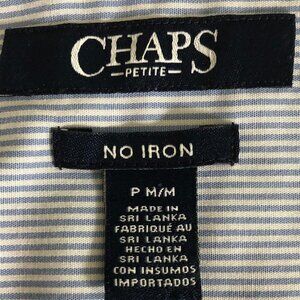 CHAPS
PETITE
NO IRON
P M/M
MADE IN
SRI LANKA
FABRIQUÉ AU
SRI LANKA
HECHO EN
SRI LANKA
CON INSUMOS
IMPORTADOS